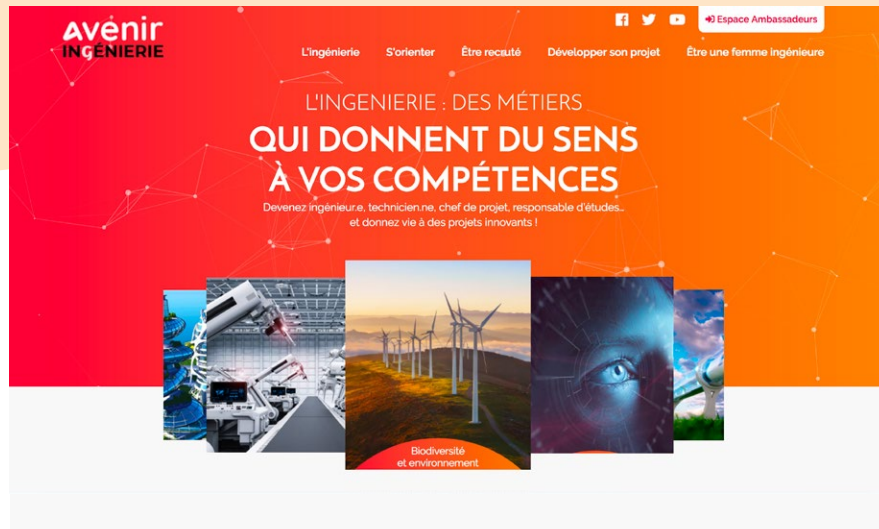 Avenir
INGÉNIERIE
Espace Ambassadeurs
L'ingénierie S'orienter Être recruté Développer son projet Être une femme ingénieure
L'INGENIERIE : DES MÉTIERS
QUI DONNENT DU SENS
À VOS COMPÉTENCES
Devenez ingénieur.e, technicien.ne, chef de projet, responsable d'études…
et donnez vie à des projets innovants !
Biodiversité
et environnement